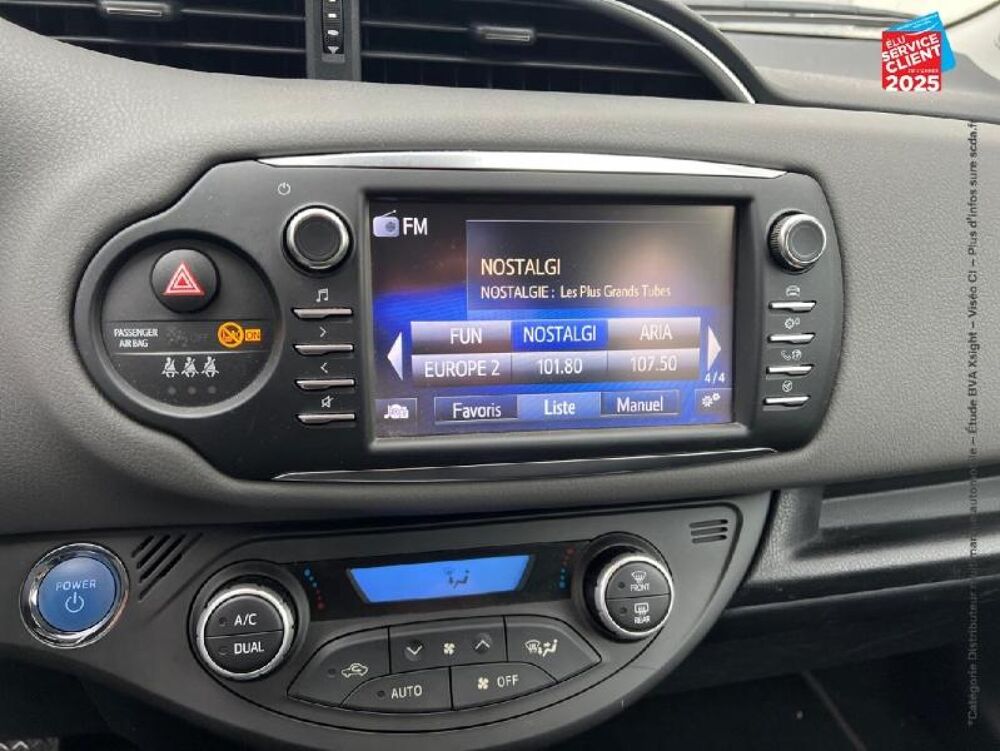 ÉLU
SERVICE
CLIENT
2025
FM
NOSTALGI
NOSTALGIE : Les Plus Grands Tubes
FUN NOSTALGI ARIA
EUROPE 2 101.80 107.50
4/4
Favoris Liste Manuel
PASSENGER
AIR BAG
OFF
ON
POWER
A/C
DUAL
AUTO
OFF
FRONT
REAR
*Catégorie Distributeur automobile – Étude BVA Xsight – Viséo CI – Plus d'infos sur escda.fr